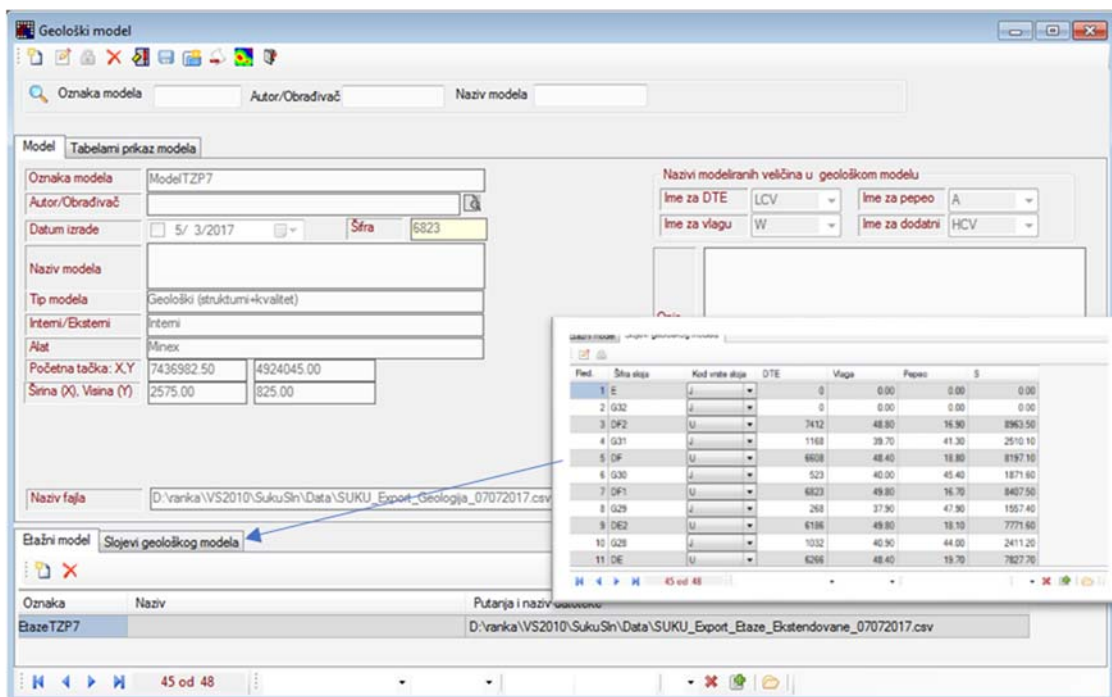 Geološki model
Oznaka modela Autor/Obrađivač Naziv modela
Model Tabelarni prikaz modela
Oznaka modela ModelTZP7
Autor/Obrađivač
Datum izrade 5/ 3/2017 Šifra 6823
Naziv modela
Tip modela Geološki (strukturni+kvalitet)
Interni/Eksterni Interni
Alat Minex
Početna tačka: X,Y 7436982.50 4924045.00
Širina (X), Visina (Y) 2575.00 825.00
Nazivi modeliranih veličina u geološkom modelu
Ime za DTE LCV Ime za pepeo A
Ime za vlagu W Ime za dodatni HCV
Naziv fajla D:\ranka\VS2010\SukuSln\Data\SUKU_Export_Geologija_07072017.csv
Etažni model Slojevi geološkog modela
Oznaka Naziv Putanja i naziv datoteke
EtazeTZP7 D:\ranka\VS2010\SukuSln\Data\SUKU_Export_Etaze_Ekstendovane_07072017.csv
45 od 48
Red. Šifra sloja Kod vrste sloja DTE Vlaga Pepeo S
1 E J 0 0.00 0.00 0.00
2 G32 J 0 0.00 0.00 0.00
3 DF2 U 7412 48.80 16.90 8963.50
4 G31 J 1168 39.70 41.30 2510.10
5 DF U 6608 48.40 18.80 8197.10
6 G30 J 523 40.00 45.40 1871.60
7 DF1 U 6823 49.80 16.70 8407.50
8 G29 J 268 37.90 47.90 1557.40
9 DE2 U 6186 49.80 18.10 7771.60
10 G28 J 1032 40.90 44.00 2411.20
11 DE U 6266 48.40 19.70 7827.70
45 od 48